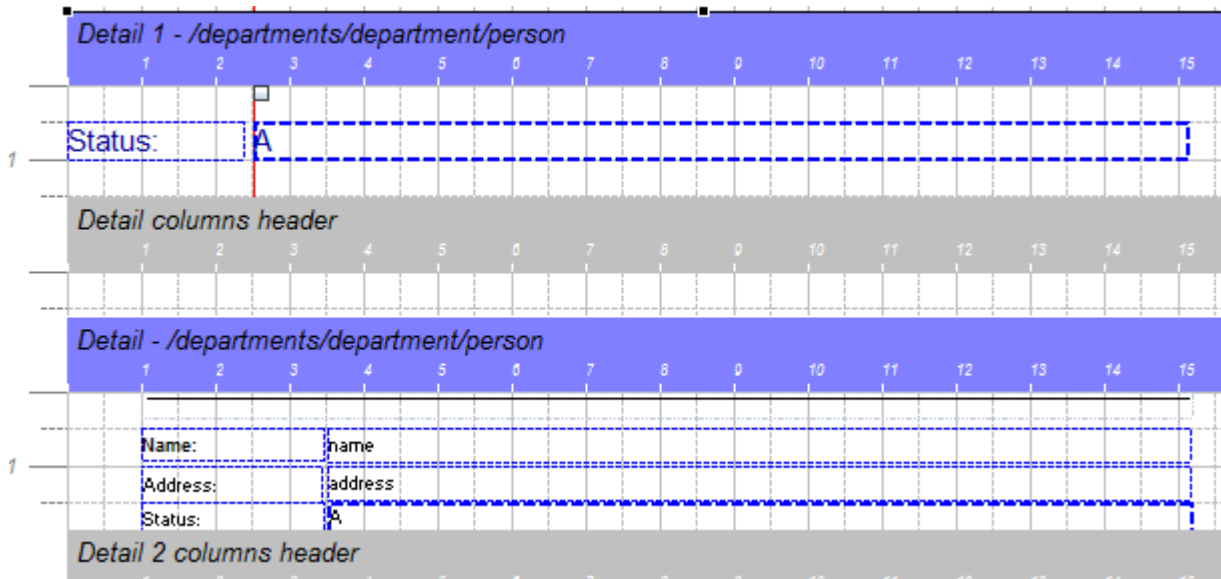 Detail 1 - /departments/department/person
1 2 3 4 5 6 7 8 9 10 11 12 13 14 15
Status: A
1
Detail columns header
1 2 3 4 5 6 7 8 9 10 11 12 13 14 15
Detail - /departments/department/person
1 2 3 4 5 6 7 8 9 10 11 12 13 14 15
Name: name
1
Address: address
Status: A
Detail 2 columns header